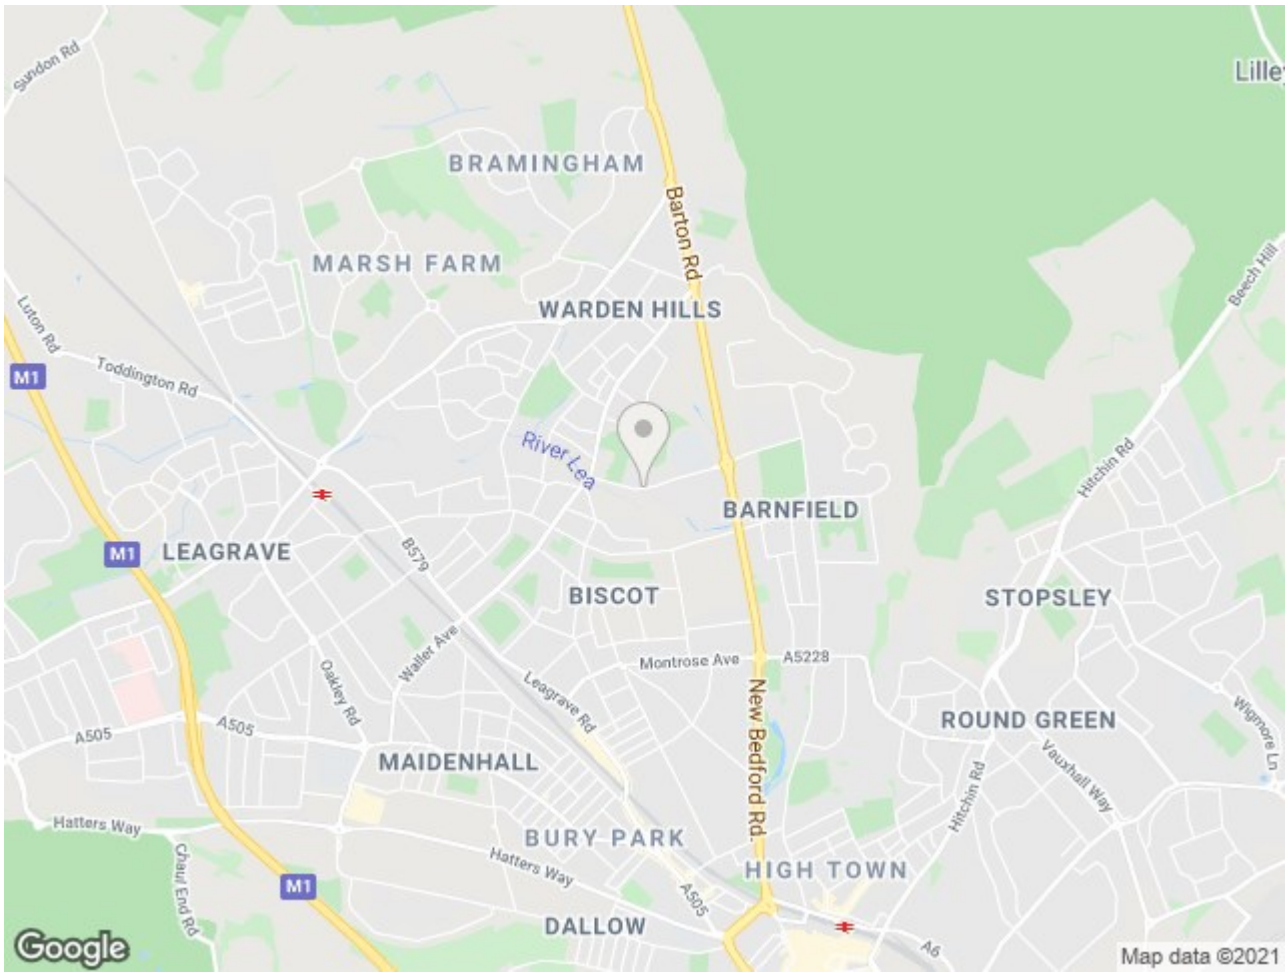 Sundon Rd
Lilley
BRAMINGHAM
Barton Rd
MARSH FARM
Beech Hill
WARDEN HILLS
Luton Rd
Toddington Rd
M1
River Lea
Hitchin Rd
BARNFIELD
M1
LEAGRAVE
B579
BISCOT
STOPSLEY
Waller Ave
Montrose Ave
A5228
Oakley Rd
Leagrave Rd
New Bedford Rd
ROUND GREEN
Wigmore Ln
A505
A505
MAIDENHALL
Vauxhall Way
Hitchin Rd
Hatters Way
BURY PARK
Chaul End Rd
Hatters Way
HIGH TOWN
M1
A505
DALLOW
A6
Google
Map data ©2021